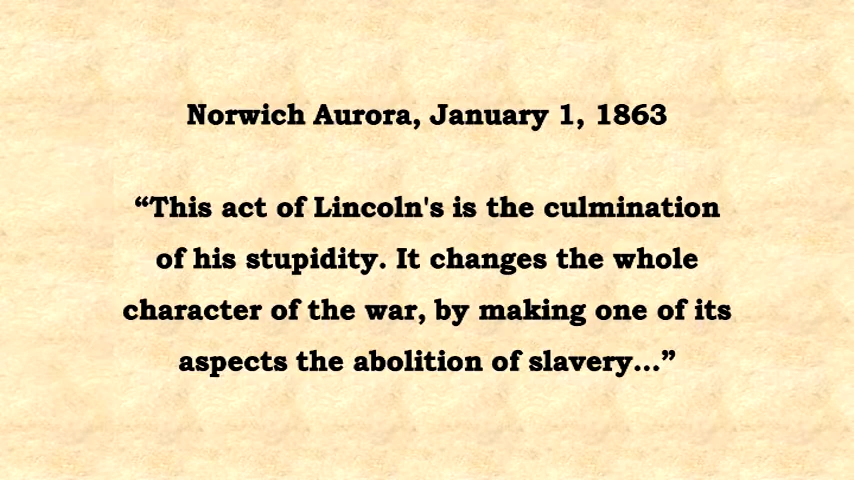 Norwich Aurora, January 1, 1863
“This act of Lincoln's is the culmination
of his stupidity. It changes the whole
character of the war, by making one of its
aspects the abolition of slavery...”